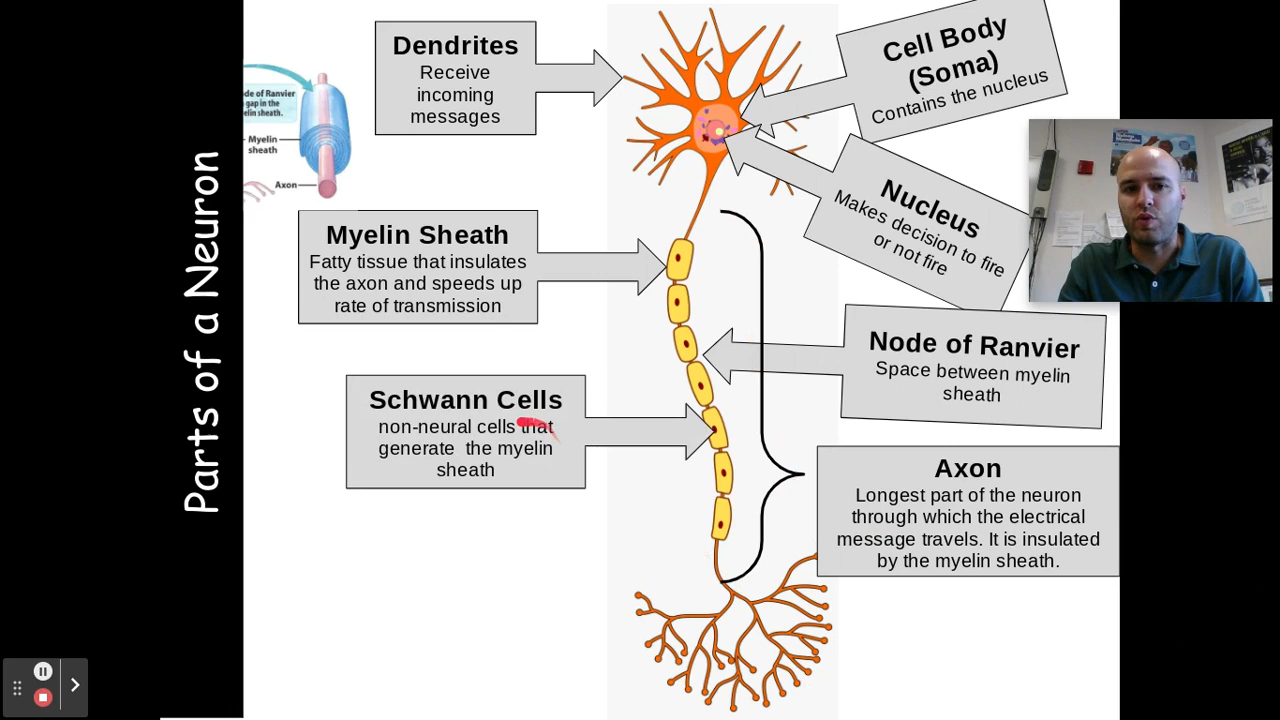 Parts of a Neuron
de of Ranvier
gap in the
elin sheath.
Myelin
sheath
Axon
Dendrites
Receive
incoming
messages
Cell Body
(Soma)
Contains the nucleus
Nucleus
Makes decision to fire
or not fire
Myelin Sheath
Fatty tissue that insulates
the axon and speeds up
rate of transmission
Node of Ranvier
Space between myelin
sheath
Schwann Cells
non-neural cells that
generate the myelin
sheath
Axon
Longest part of the neuron
through which the electrical
message travels. It is insulated
by the myelin sheath.